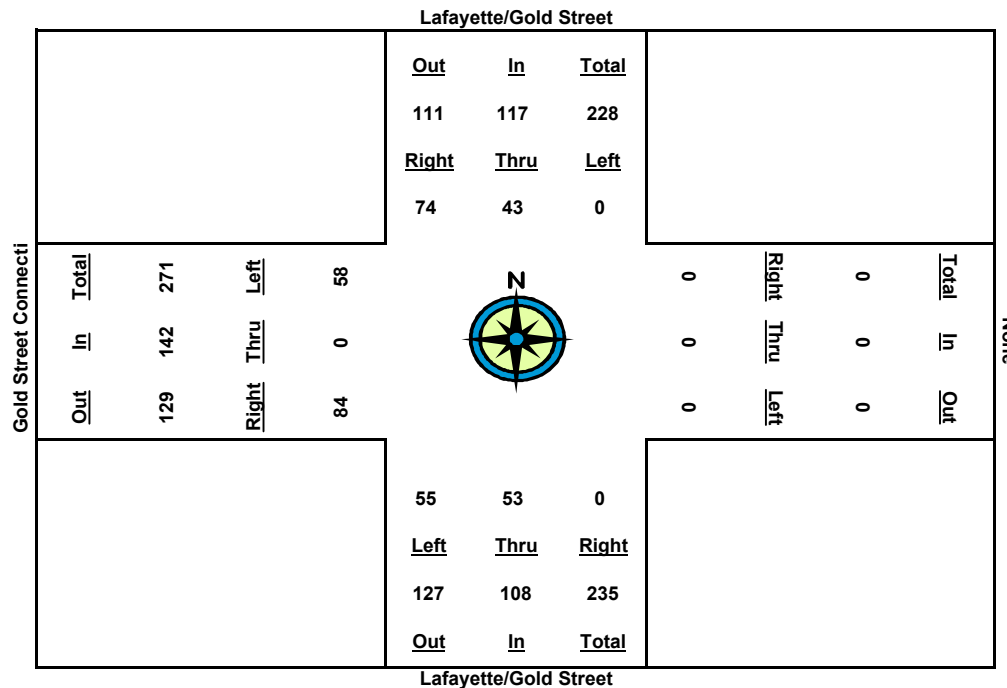 Lafayette/Gold Street
Out In Total
111 117 228
Right Thru Left
74 43 0
Gold Street Connecti
Total 271 Left 58
In 142 Thru 0
Out 129 Right 84
N
0 Right 0 Total
0 Thru 0 In
0 Left 0 Out
None
55 53 0
Left Thru Right
127 108 235
Out In Total
Lafayette/Gold Street